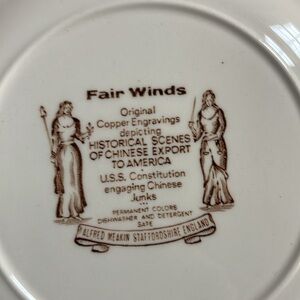 Fair Winds
Original
Copper Engravings
depicting
HISTORICAL SCENES
OF CHINESE EXPORT
TO AMERICA
U.S.S. Constitution
engaging Chinese
Junks
PERMANENT COLORS
DISHWASHER AND DETERGENT
SAFE
ALFRED MEAKIN STAFFORDSHIRE ENGLAND